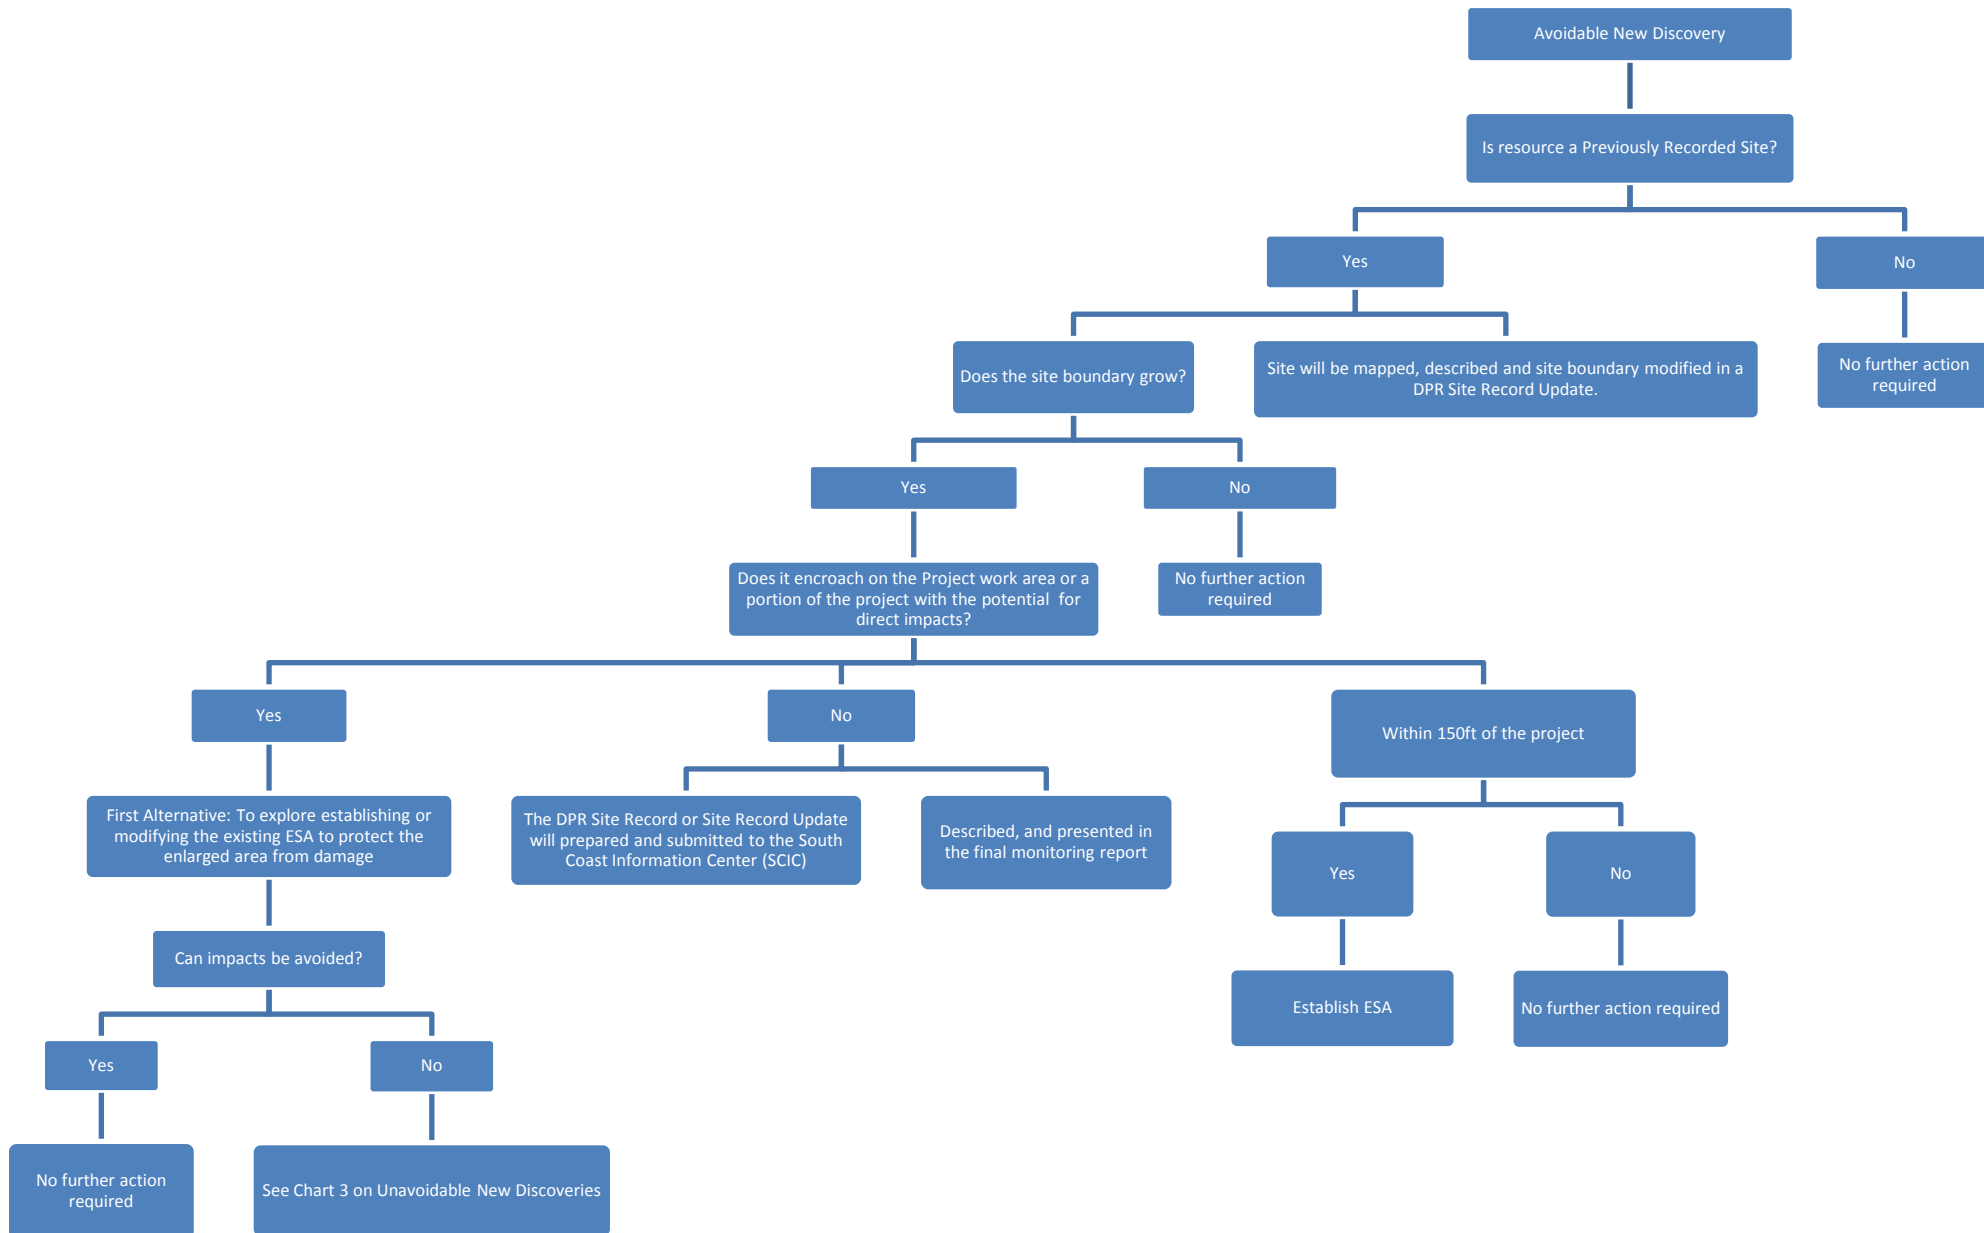 Avoidable New Discovery
Is resource a Previously Recorded Site?
Yes
No
Does the site boundary grow?
Site will be mapped, described and site boundary modified in a
DPR Site Record Update.
No further action
required
Yes
No
Does it encroach on the Project work area or a
portion of the project with the potential for
direct impacts?
No further action
required
Yes
No
Within 150ft of the project
First Alternative: To explore establishing or
modifying the existing ESA to protect the
enlarged area from damage
The DPR Site Record or Site Record Update
will prepared and submitted to the South
Coast Information Center (SCIC)
Described, and presented in
the final monitoring report
Yes
No
Can impacts be avoided?
Establish ESA
No further action required
Yes
No
No further action
required
See Chart 3 on Unavoidable New Discoveries